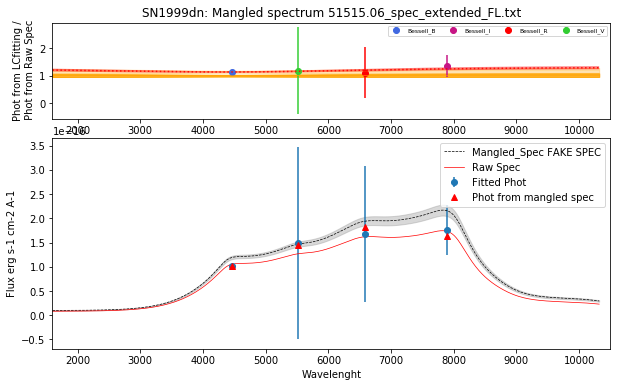 SN1999dn: Mangled spectrum 51515.06_spec_extended_FL.txt
Phot from LCfitting /
Phot from Raw Spec
2
1
0
Bessell_B
Bessell_I
Bessell_R
Bessell_V
2000 3000 4000 5000 6000 7000 8000 9000 10000
1e−16
Flux erg s-1 cm-2 A-1
3.5
3.0
2.5
2.0
1.5
1.0
0.5
0.0
−0.5
Mangled_Spec FAKE SPEC
Raw Spec
Fitted Phot
Phot from mangled spec
2000 3000 4000 5000 6000 7000 8000 9000 10000
Wavelenght